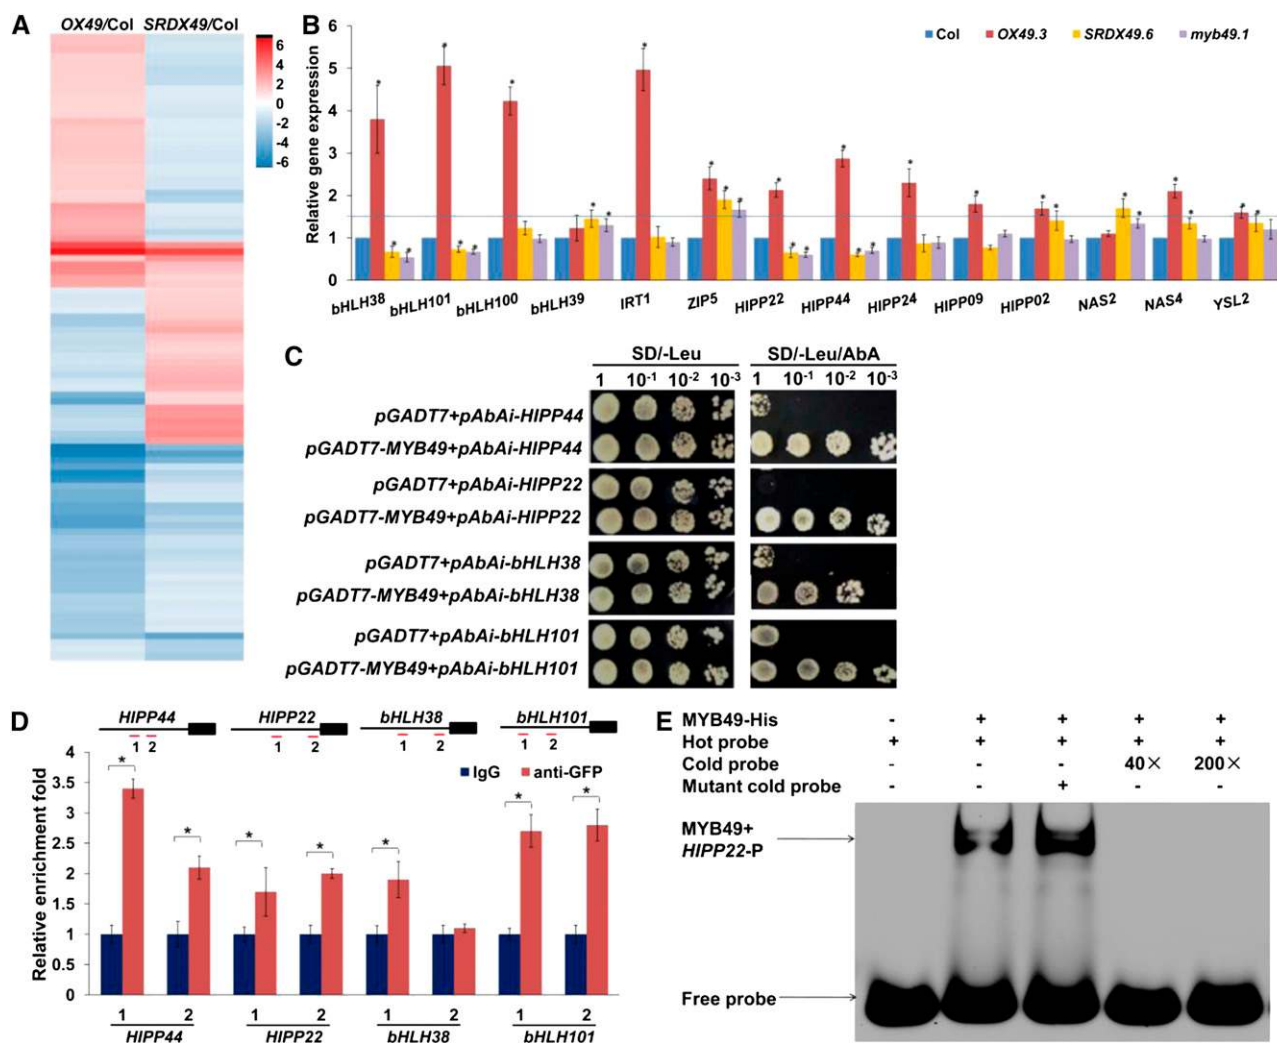 A
OX49/Col SRDX49/Col
6
4
2
0
-2
-4
-6
B
Relative gene expression
6
5
4
3
2
1
0
Col OX49.3 SRDX49.6 myb49.1
* * * * * * * * * * * * * * * * * * * * * * * * * * * * *
bHLH38 bHLH101 bHLH100 bHLH39 IRT1 ZIP5 HIPP22 HIPP44 HIPP24 HIPP09 HIPP02 NAS2 NAS4 YSL2
C
SD/-Leu SD/-Leu/AbA
1 10-1 10-2 10-3 1 10-1 10-2 10-3
pGADT7+pAbAi-HIPP44
pGADT7-MYB49+pAbAi-HIPP44
pGADT7+pAbAi-HIPP22
pGADT7-MYB49+pAbAi-HIPP22
pGADT7+pAbAi-bHLH38
pGADT7-MYB49+pAbAi-bHLH38
pGADT7+pAbAi-bHLH101
pGADT7-MYB49+pAbAi-bHLH101
D
HIPP44 HIPP22 bHLH38 bHLH101
1 2 1 2 1 2 1 2
IgG anti-GFP
Relative enrichment fold
4
3.5
3
2.5
2
1.5
1
0.5
0
* * * * * * *
1 2 1 2 1 2 1 2
HIPP44 HIPP22 bHLH38 bHLH101
E
MYB49-His - + + + +
Hot probe + + + + +
Cold probe - - - 40× 200×
Mutant cold probe - - + - -
MYB49+
HIPP22-P
Free probe